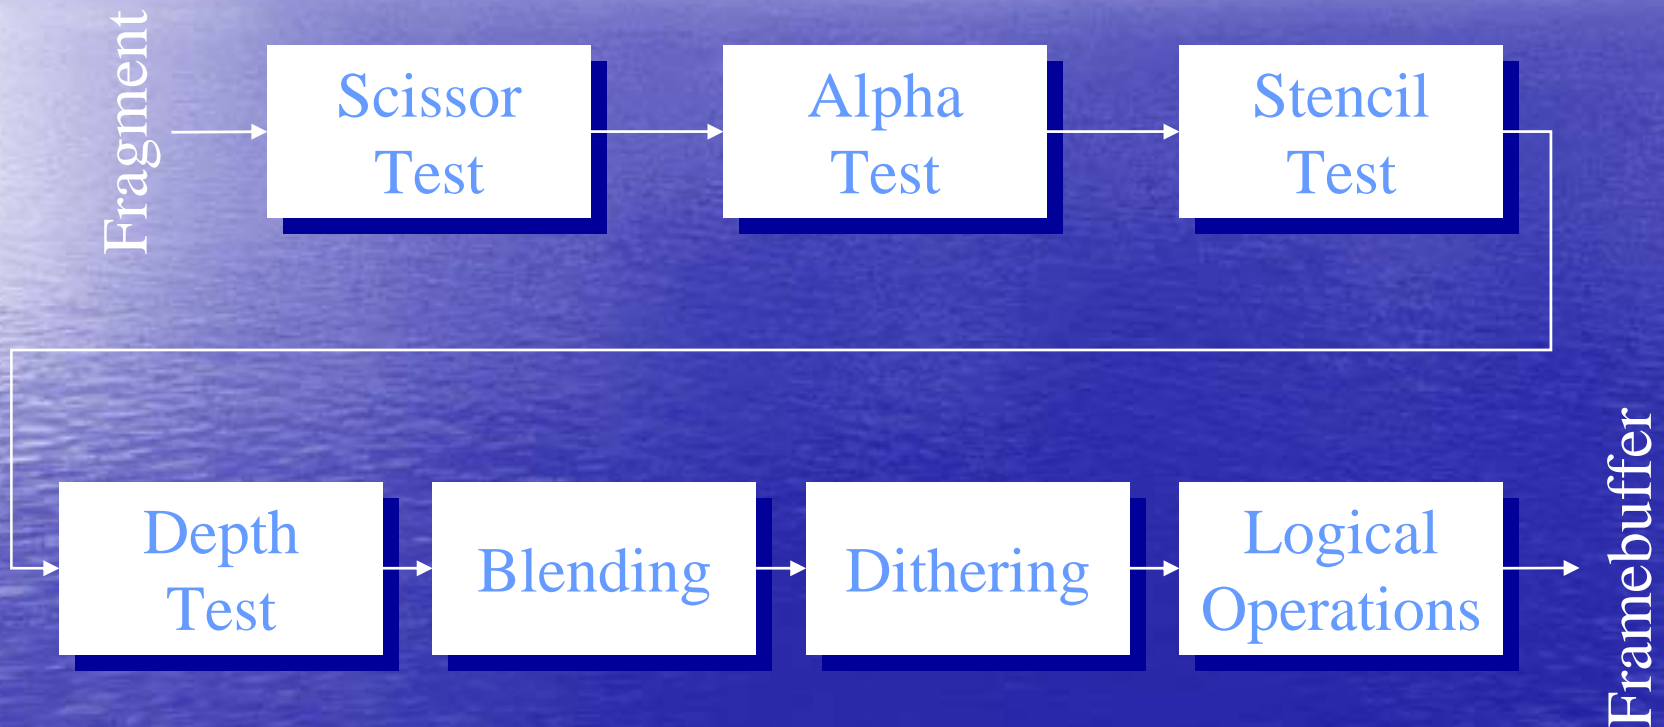 Fragment
Scissor
Test
Alpha
Test
Stencil
Test
Depth
Test
Blending
Dithering
Logical
Operations
Framebuffer